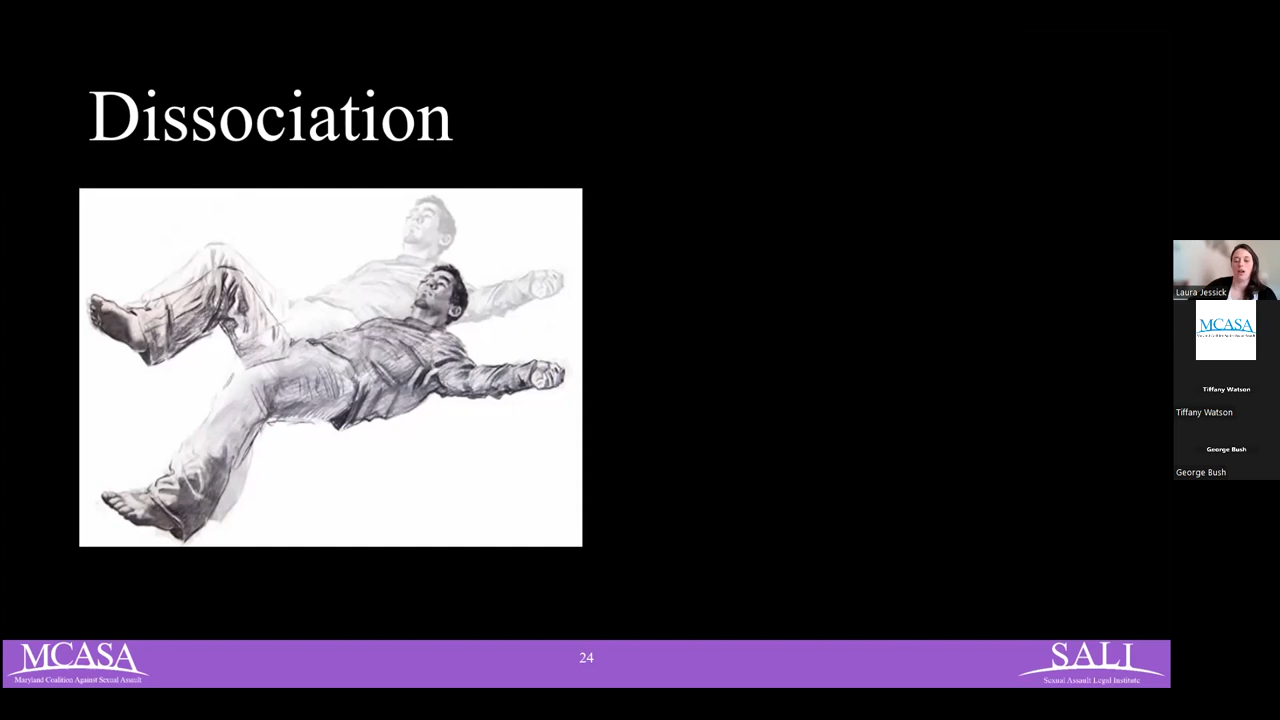 Dissociation
Laura Jessick
MCASA
Tiffany Watson
Tiffany Watson
George Bush
George Bush
MCASA
Maryland Coalition Against Sexual Assault
24
SALI
Sexual Assault Legal Institute